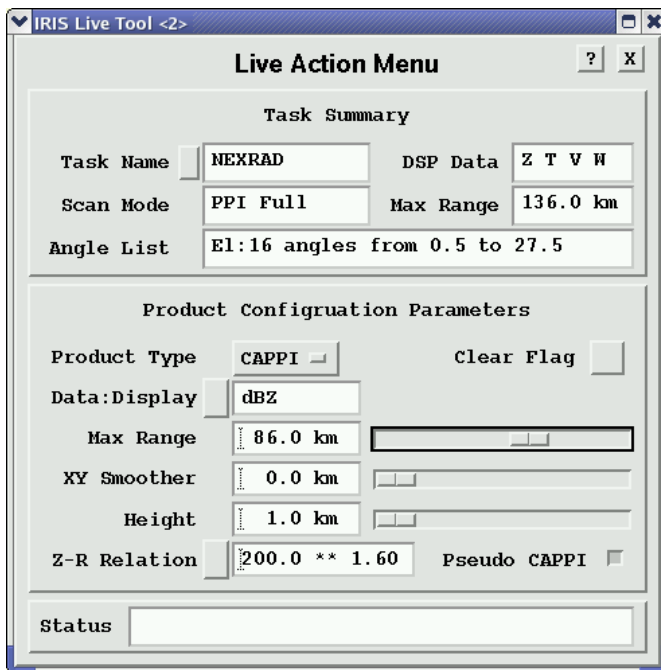 IRIS Live Tool <2>
Live Action Menu ? X
Task Summary
Task Name NEXRAD DSP Data Z T V W
Scan Mode PPI Full Max Range 136.0 km
Angle List El:16 angles from 0.5 to 27.5
Product Configruation Parameters
Product Type CAPPI Clear Flag
Data:Display dBZ
Max Range 86.0 km
XY Smoother 0.0 km
Height 1.0 km
Z-R Relation 200.0 ** 1.60 Pseudo CAPPI
Status